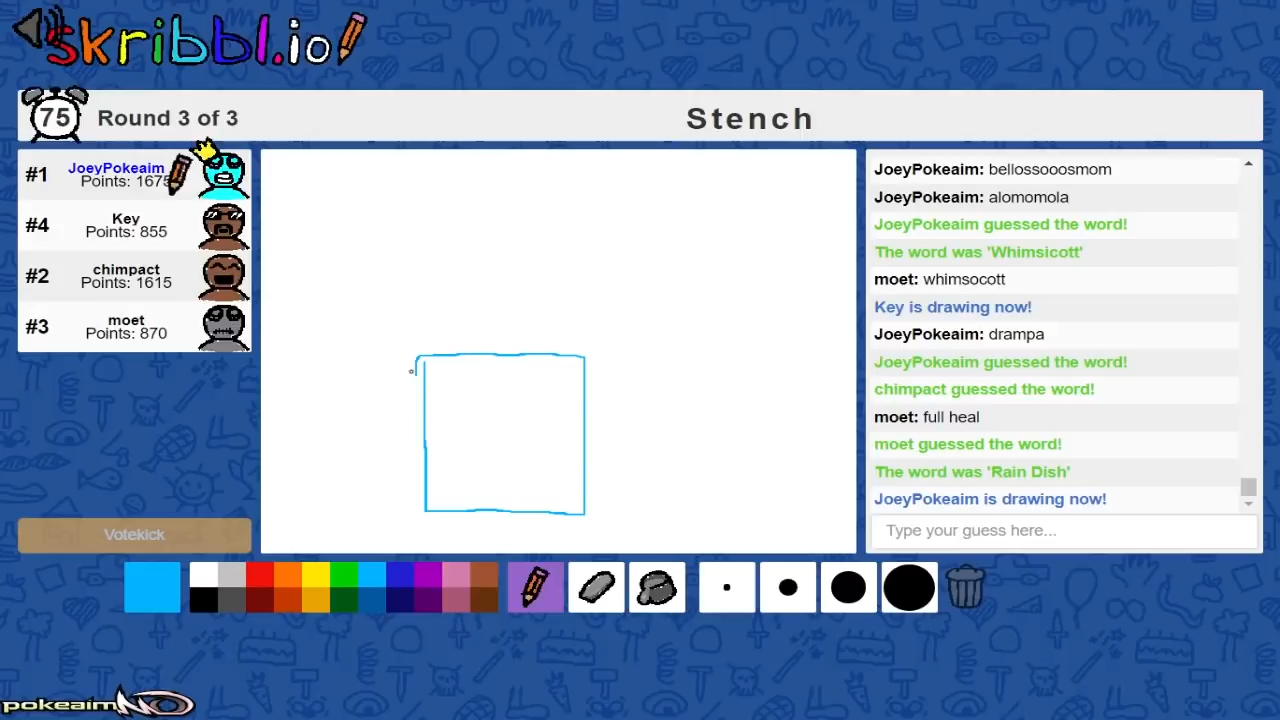 skribbl.io
75
Round 3 of 3
Stench
#1
JoeyPokeaim
Points: 1675
#4
Key
Points: 855
#2
chimpact
Points: 1615
#3
moet
Points: 870
Votekick
JoeyPokeaim: bellossooosmom
JoeyPokeaim: alomomola
JoeyPokeaim guessed the word!
The word was 'Whimsicott'
moet: whimsocott
Key is drawing now!
JoeyPokeaim: drampa
JoeyPokeaim guessed the word!
chimpact guessed the word!
moet: full heal
moet guessed the word!
The word was 'Rain Dish'
JoeyPokeaim is drawing now!
Type your guess here...
pokeaimNO